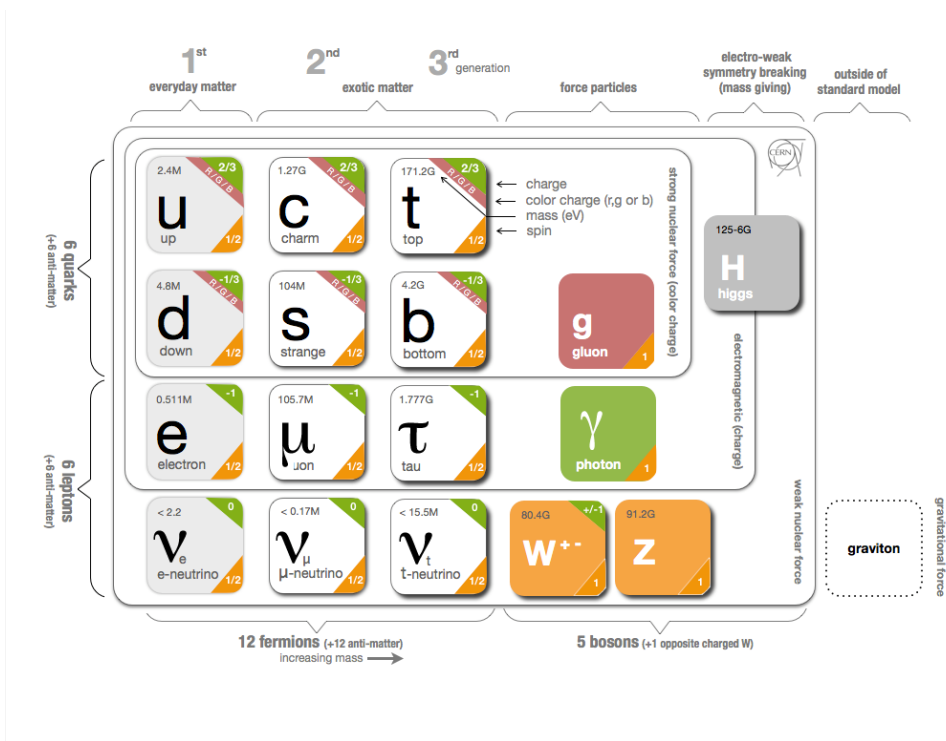 1st
2nd
3rd generation
everyday matter
exotic matter
force particles
electro-weak
symmetry breaking
(mass giving)
outside of
standard model
CERN
6 quarks
(+6 anti-matter)
6 leptons
(+6 anti-matter)
2.4M
2/3
R/G/B
u
up
1/2
1.27G
2/3
R/G/B
c
charm
1/2
171.2G
2/3
R/G/B
t
top
1/2
charge
color charge (r,g or b)
mass (eV)
spin
4.8M
-1/3
R/G/B
d
down
1/2
104M
-1/3
R/G/B
s
strange
1/2
4.2G
-1/3
R/G/B
b
bottom
1/2
g
gluon
1
strong nuclear force (color charge)
125-6G
H
higgs
0.511M
-1
e
electron
1/2
105.7M
-1
μ
uon
1/2
1.777G
-1
τ
tau
1/2
γ
photon
1
electromagnetic (charge)
< 2.2
0
νe
e-neutrino
1/2
< 0.17M
0
νμ
μ-neutrino
1/2
< 15.5M
0
νt
t-neutrino
1/2
80.4G
+/-1
W+-
1
91.2G
Z
1
weak nuclear force
graviton
gravitational force
12 fermions (+12 anti-matter)
increasing mass
5 bosons (+1 opposite charged W)